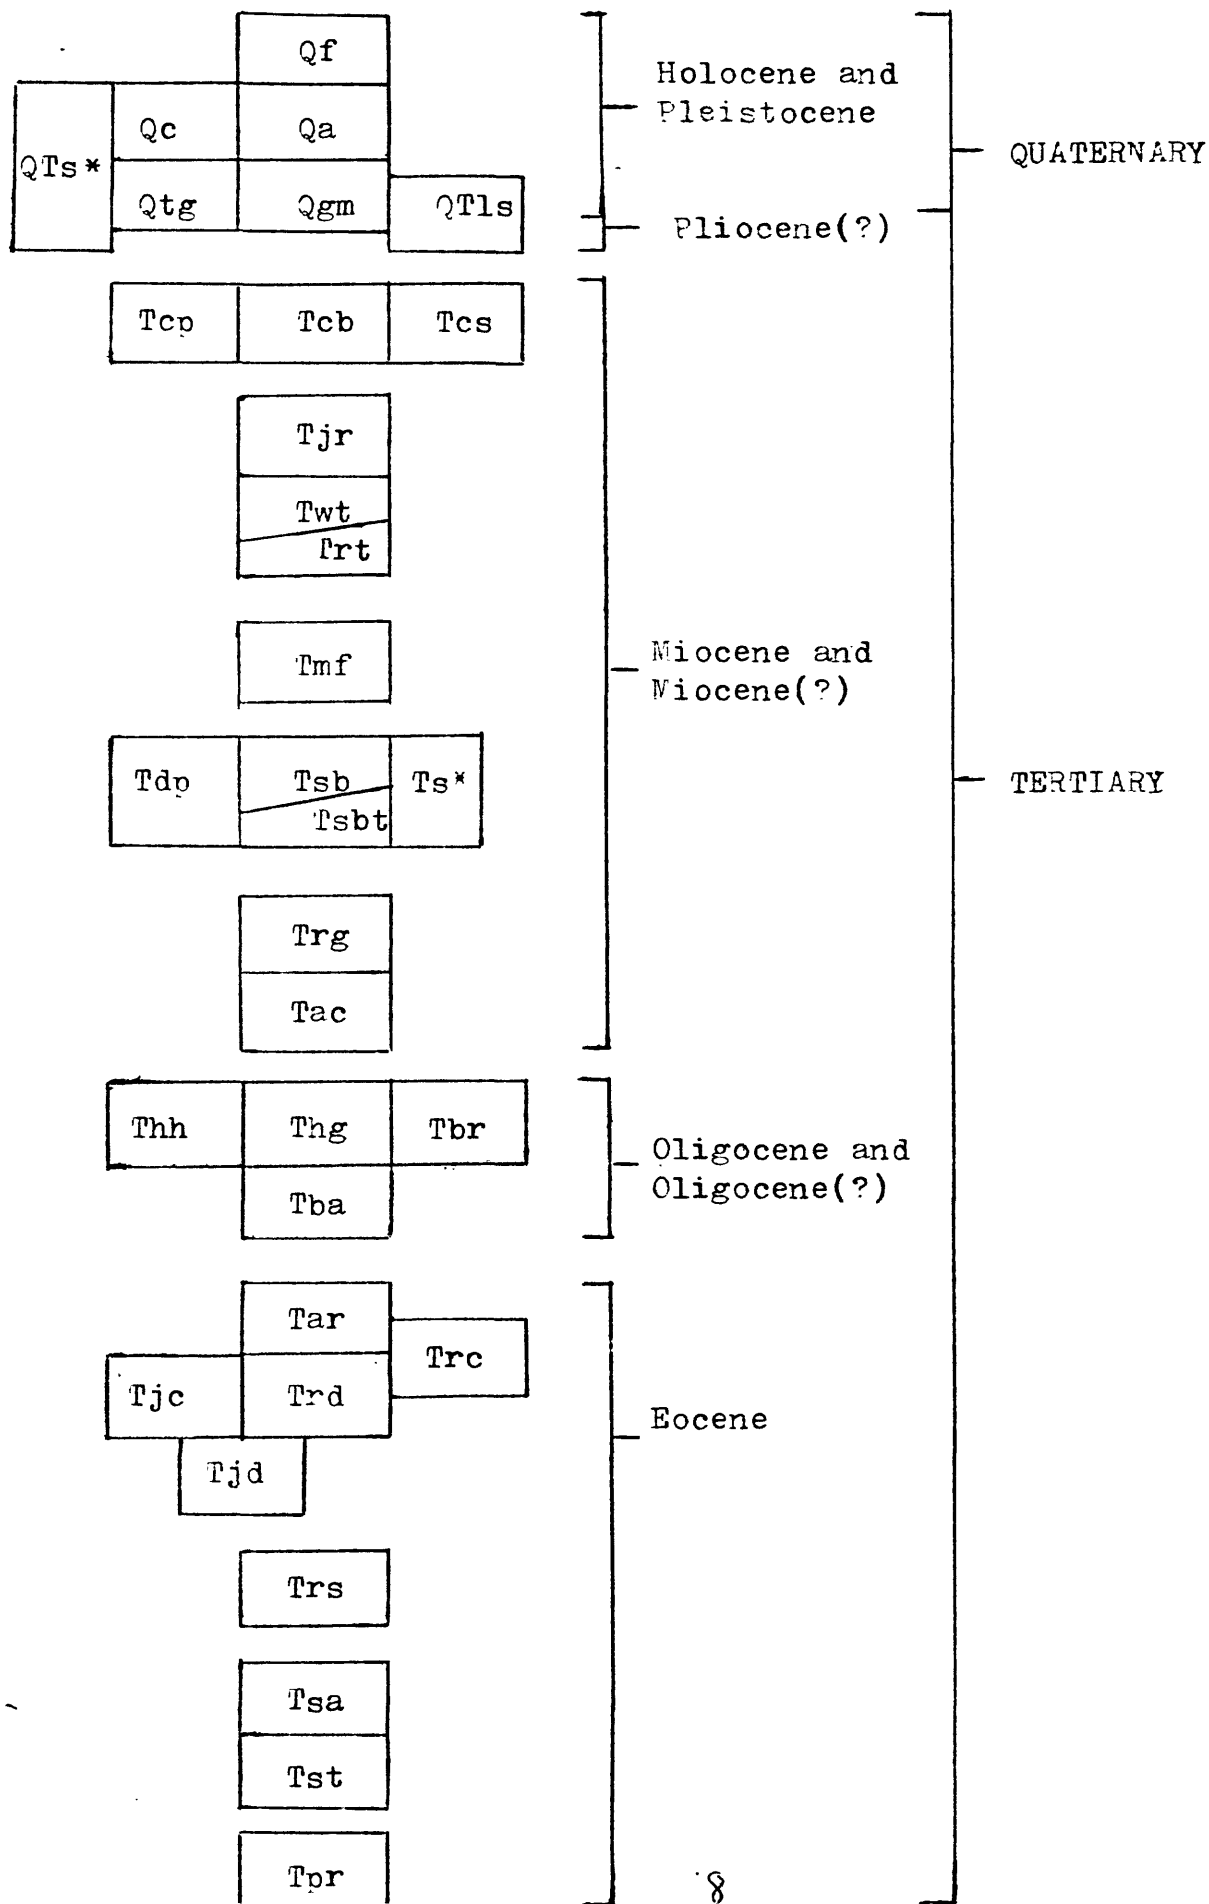 Qf
Holocene and
Pleistocene
Qc Qa
QTs*
QUATERNARY
Qtg Qgm QTls
Pliocene(?)
Tcp Tcb Tcs
Tjr
Twt
Trt
Tmf
Miocene and
Miocene(?)
Tdp Tsb Ts*
Tsbt
TERTIARY
Trg
Tac
Thh Thg Tbr
Oligocene and
Oligocene(?)
Tba
Tar
Trc
Tjc Trd
Eocene
Tjd
Trs
Tsa
Tst
Tpr
8